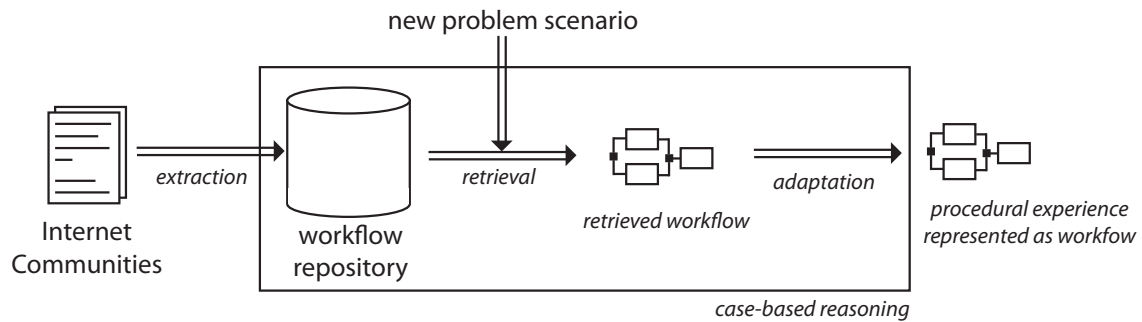 new problem scenario
extraction
retrieval
adaptation
retrieved workflow
Internet
Communities
workflow
repository
procedural experience
represented as workfow
case-based reasoning